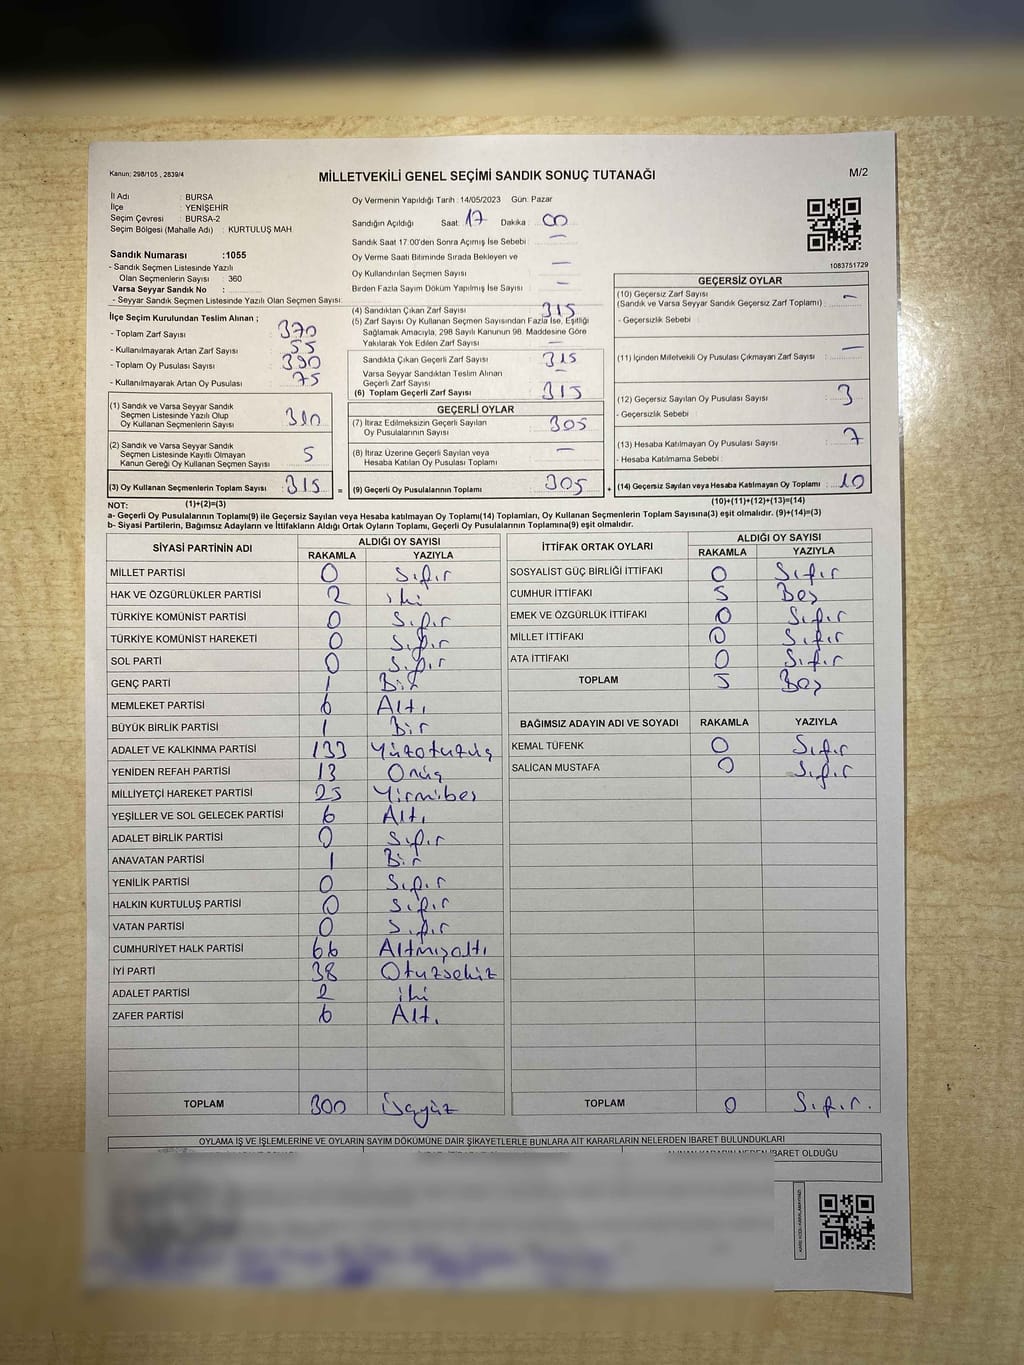 Kanun; 298/105 , 2839/4
MİLLETVEKİLİ GENEL SEÇİMİ SANDIK SONUÇ TUTANAĞI
M/2
İl Adı : BURSA
İlçe : YENİŞEHİR
Seçim Çevresi : BURSA-2
Seçim Bölgesi (Mahalle Adı) : KURTULUŞ MAH
Sandık Numarası :1055
- Sandık Seçmen Listesinde Yazılı
Olan Seçmenlerin Sayısı : 360
Varsa Seyyar Sandık No :
- Seyyar Sandık Seçmen Listesinde Yazılı Olan Seçmen Sayısı:
Oy Vermenin Yapıldığı Tarih : 14/05/2023 Gün: Pazar
Sandığın Açıldığı Saat: 17 Dakika : 00
Sandık Saat 17.00'den Sonra Açımış İse Sebebi : —
Oy Verme Saati Bitiminde Sırada Bekleyen ve
Oy Kullandırılan Seçmen Sayısı —
Birden Fazla Sayım Döküm Yapılmış İse Sayısı : —
1083751729
İlçe Seçim Kurulundan Teslim Alınan ;
- Toplam Zarf Sayısı : 370
- Kullanılmayarak Artan Zarf Sayısı : 55
- Toplam Oy Pusulası Sayısı : 390
- Kullanılmayarak Artan Oy Pusulası : 75
(1) Sandık ve Varsa Seyyar Sandık
Seçmen Listesinde Yazılı Olup
Oy Kullanan Seçmenlerin Sayısı : 310
(2) Sandık ve Varsa Seyyar Sandık
Seçmen Listesinde Kayıtlı Olmayan
Kanun Gereği Oy Kullanan Seçmen Sayısı : 5
(3) Oy Kullanan Seçmenlerin Toplam Sayısı : 315 =
(4) Sandıktan Çıkan Zarf Sayısı : 315
(5) Zarf Sayısı Oy Kullanan Seçmen Sayısından Fazla İse, Eşitliği
Sağlamak Amacıyla, 298 Sayılı Kanunun 98. Maddesine Göre
Yakılarak Yok Edilen Zarf Sayısı : —
Sandıkta Çıkan Geçerli Zarf Sayısı : 315
Varsa Seyyar Sandıktan Teslim Alınan
Geçerli Zarf Sayısı : —
(6) Toplam Geçerli Zarf Sayısı : 315
GEÇERLİ OYLAR
(7) İtiraz Edilmeksizin Geçerli Sayılan
Oy Pusulalarının Sayısı : 305
(8) İtiraz Üzerine Geçerli Sayılan veya
Hesaba Katılan Oy Pusulası Toplamı : —
(9) Geçerli Oy Pusulalarının Toplamı : 305 +
GEÇERSİZ OYLAR
(10) Geçersiz Zarf Sayısı
(Sandık ve Varsa Seyyar Sandık Geçersiz Zarf Toplamı) : —
- Geçersizlik Sebebi :
(11) İçinden Milletvekili Oy Pusulası Çıkmayan Zarf Sayısı : —
(12) Geçersiz Sayılan Oy Pusulası Sayısı : 3
- Geçersizlik Sebebi :
(13) Hesaba Katılmayan Oy Pusulası Sayısı : 7
- Hesaba Katılmama Sebebi :
(14) Geçersiz Sayılan veya Hesaba Katılmayan Oy Toplamı : 10
NOT: (1)+(2)=(3) (10)+(11)+(12)+(13)=(14)
a- Geçerli Oy Pusulalarının Toplamı(9) ile Geçersiz Sayılan veya Hesaba katılmayan Oy Toplamı(14) Toplamları, Oy Kullanan Seçmenlerin Toplam Sayısına(3) eşit olmalıdır. (9)+(14)=(3)
b- Siyasi Partilerin, Bağımsız Adayların ve İttifakların Aldığı Ortak Oyların Toplamı, Geçerli Oy Pusulalarının Toplamına(9) eşit olmalıdır.
SİYASİ PARTİNİN ADI ALDIĞI OY SAYISI
RAKAMLA YAZIYLA
MİLLET PARTİSİ 0 Sıfır
HAK VE ÖZGÜRLÜKLER PARTİSİ 2 iki
TÜRKİYE KOMÜNİST PARTİSİ 0 Sıfır
TÜRKİYE KOMÜNİST HAREKETİ 0 Sıfır
SOL PARTİ 0 Sıfır
GENÇ PARTİ 1 Bir
MEMLEKET PARTİSİ 6 Altı
BÜYÜK BİRLİK PARTİSİ 1 Bir
ADALET VE KALKINMA PARTİSİ 133 Yüzotuzüç
YENİDEN REFAH PARTİSİ 13 Onüç
MİLLİYETÇİ HAREKET PARTİSİ 25 Yirmibeş
YEŞİLLER VE SOL GELECEK PARTİSİ 6 Altı
ADALET BİRLİK PARTİSİ 0 Sıfır
ANAVATAN PARTİSİ 1 Bir
YENİLİK PARTİSİ 0 Sıfır
HALKIN KURTULUŞ PARTİSİ 0 Sıfır
VATAN PARTİSİ 0 Sıfır
CUMHURİYET HALK PARTİSİ 66 Altmışaltı
İYİ PARTİ 38 Otuzsekiz
ADALET PARTİSİ 2 iki
ZAFER PARTİSİ 6 Altı
TOPLAM 300 Üçyüz
İTTİFAK ORTAK OYLARI ALDIĞI OY SAYISI
RAKAMLA YAZIYLA
SOSYALİST GÜÇ BİRLİĞİ İTTİFAKI 0 Sıfır
CUMHUR İTTİFAKI 5 Beş
EMEK VE ÖZGÜRLÜK İTTİFAKI 0 Sıfır
MİLLET İTTİFAKI 0 Sıfır
ATA İTTİFAKI 0 Sıfır
TOPLAM 5 Beş
BAĞIMSIZ ADAYIN ADI VE SOYADI RAKAMLA YAZIYLA
KEMAL TÜFENK 0 Sıfır
SALİCAN MUSTAFA 0 Sıfır
TOPLAM 0 Sıfır.
OYLAMA İŞ VE İŞLEMLERİNE VE OYLARIN SAYIM DÖKÜMÜNE DAİR ŞİKAYETLERLE BUNLARA AİT KARARLARIN NELERDEN İBARET BULUNDUKLARI
ALINAN KARARIN NEDEN İBARET OLDUĞU